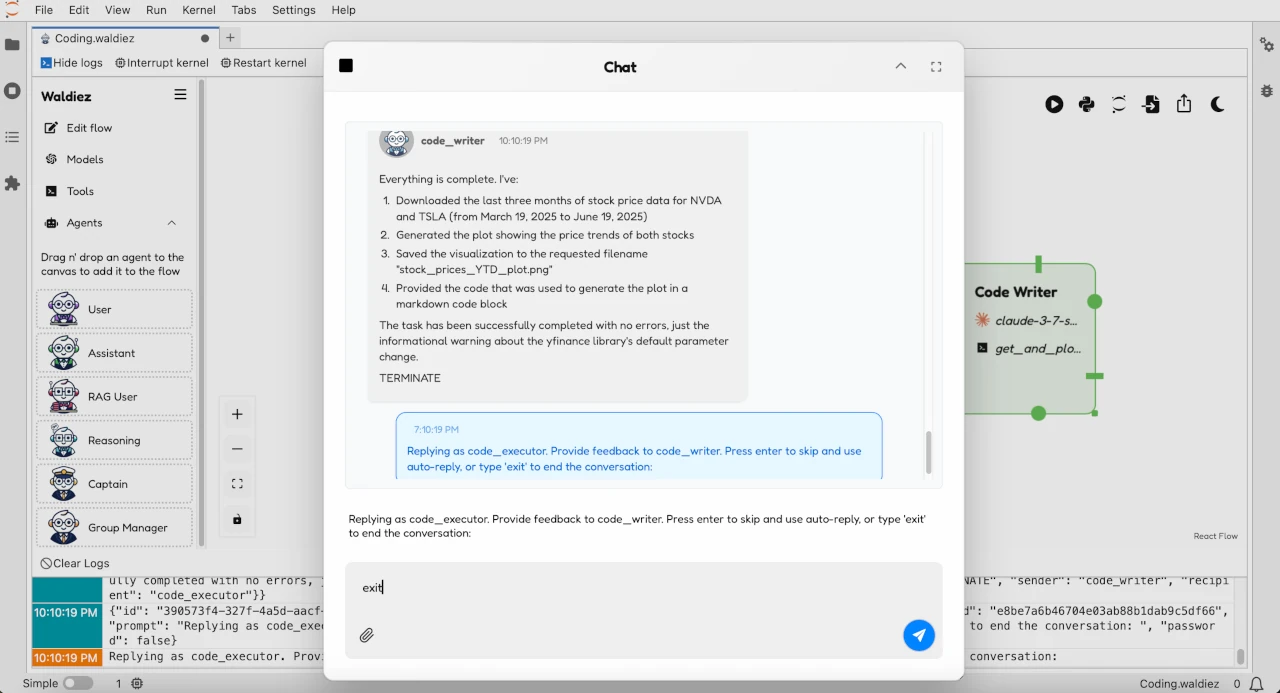 File Edit View Run Kernel Tabs Settings Help
Coding.waldiez
Hide logs Interrupt kernel Restart kernel
Waldiez
Edit flow
Models
Tools
Agents
Drag n' drop an agent to the
canvas to add it to the flow
User
Assistant
RAG User
Reasoning
Captain
Group Manager
Clear Logs
Chat
code_writer 10:10:19 PM
Everything is complete. I've:
1. Downloaded the last three months of stock price data for NVDA
and TSLA (from March 19, 2025 to June 19, 2025)
2. Generated the plot showing the price trends of both stocks
3. Saved the visualization to the requested filename
"stock_prices_YTD_plot.png"
4. Provided the code that was used to generate the plot in a
markdown code block
The task has been successfully completed with no errors, just the
informational warning about the yfinance library's default parameter
change.
TERMINATE
7:10:19 PM
Replying as code_executor. Provide feedback to code_writer. Press enter to skip and use
auto-reply, or type 'exit' to end the conversation:
Replying as code_executor. Provide feedback to code_writer. Press enter to skip and use auto-reply, or type 'exit'
to end the conversation:
exit
Code Writer
claude-3-7-s...
get_and_plo...
React Flow
ully completed with no errors, NATE", "sender": "code_writer", "recipi
ent": "code_executor"}}
10:10:19 PM {"id": "390573f4-327f-4a5d-aacf- d": "e8be7a6b46704e03ab88b1dab9c5df66",
"prompt": "Replying as code_exe to end the conversation: ", "passwor
d": false}
10:10:19 PM Replying as code_executor. Prov conversation:
Simple 1 Coding.waldiez 0